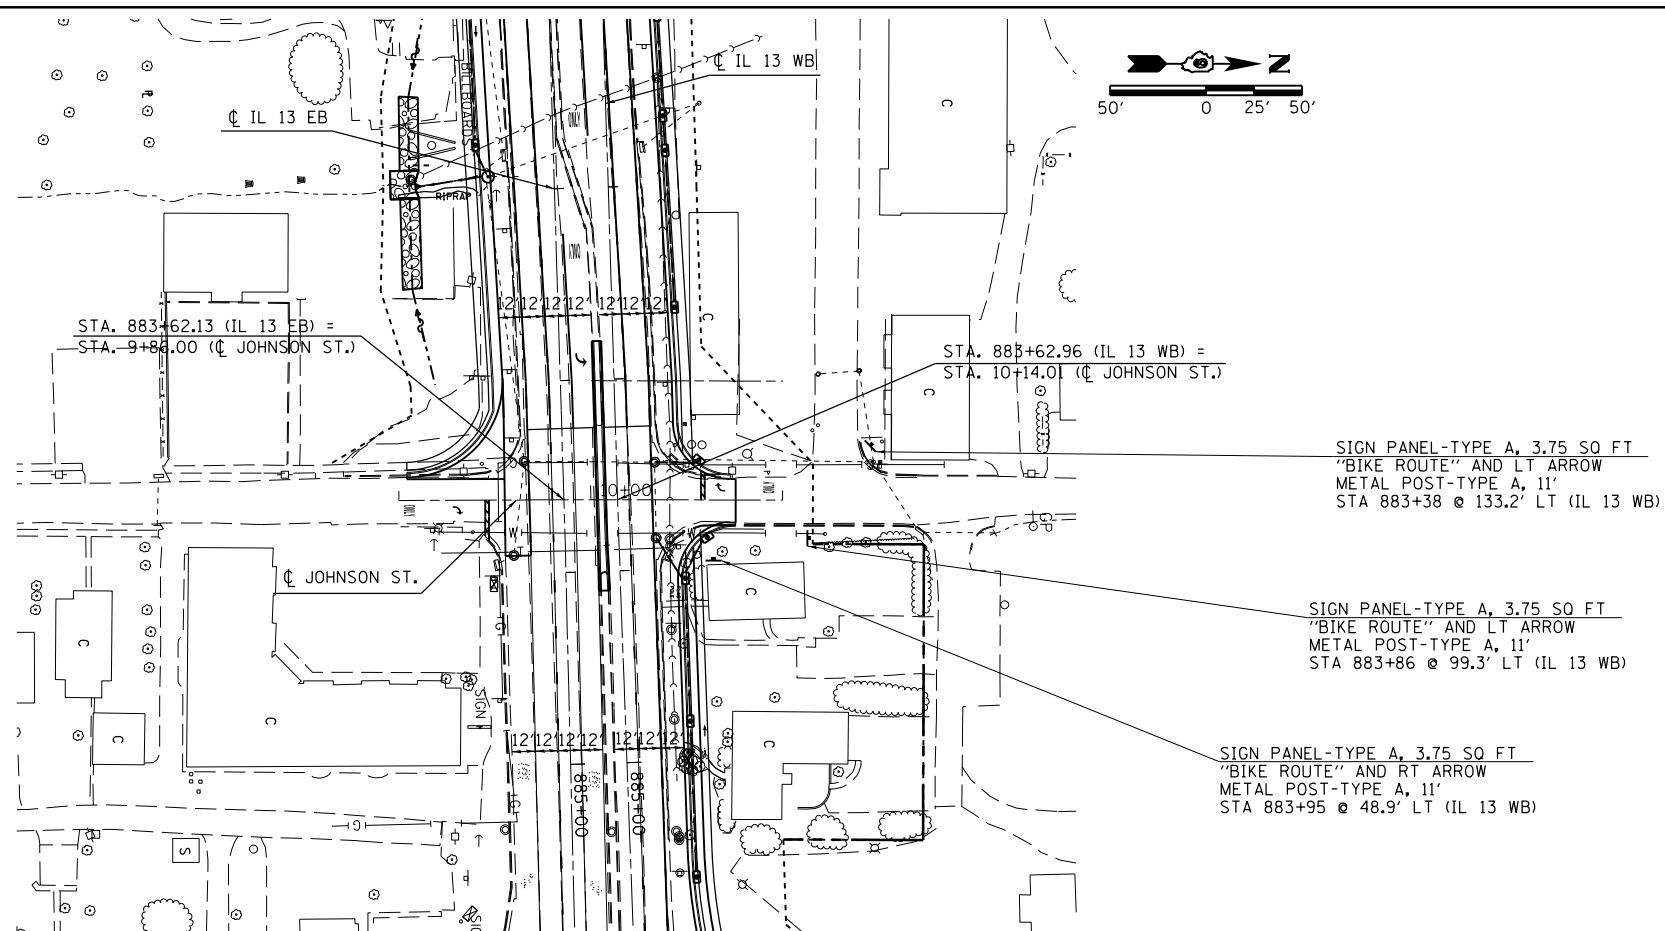 ℄ IL 13 WB
N
50' 0 25' 50'
℄ IL 13 EB
BILLBOARDS
ONLY
C
RIPRAP
ONLY
12' 12' 12' 12' 12' 12' 12'
C
STA. 883+62.13 (IL 13 EB) =
STA. 9+86.00 (℄ JOHNSON ST.)
STA. 883+62.96 (IL 13 WB) =
STA. 10+14.01 (℄ JOHNSON ST.)
C
SIGN PANEL-TYPE A, 3.75 SQ FT
"BIKE ROUTE" AND LT ARROW
METAL POST-TYPE A, 11'
STA 883+38 @ 133.2' LT (IL 13 WB)
10+00
ONLY
ONLY
GP
W
W
℄ JOHNSON ST.
C
C
SIGN PANEL-TYPE A, 3.75 SQ FT
"BIKE ROUTE" AND LT ARROW
METAL POST-TYPE A, 11'
STA 883+86 @ 99.3' LT (IL 13 WB)
G
SIGN
C
C
C
12' 12' 12' 12' 12' 12' 12'
SIGN PANEL-TYPE A, 3.75 SQ FT
"BIKE ROUTE" AND RT ARROW
METAL POST-TYPE A, 11'
STA 883+95 @ 48.9' LT (IL 13 WB)
885+00
885+00
G
G
S
SIG